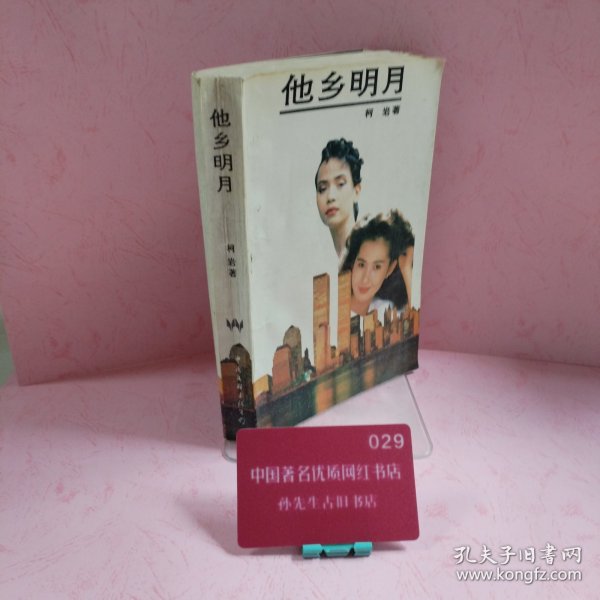 他乡明月
柯 岩著
他乡明月
柯岩著
029
中国著名优质网红书店
孙先生古旧书店
孔夫子旧书网
www.kongfz.com